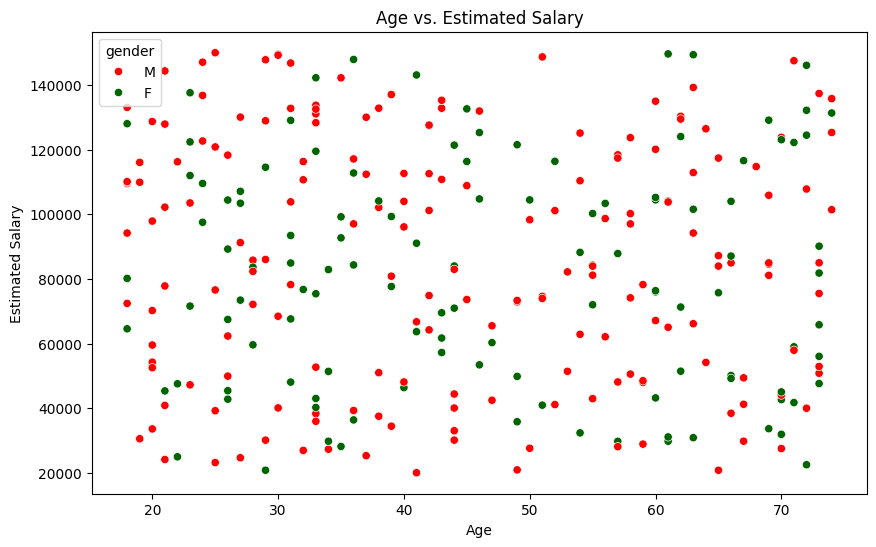 Age vs. Estimated Salary
gender
M
F
140000
120000
100000
80000
60000
40000
20000
Estimated Salary
20 30 40 50 60 70
Age